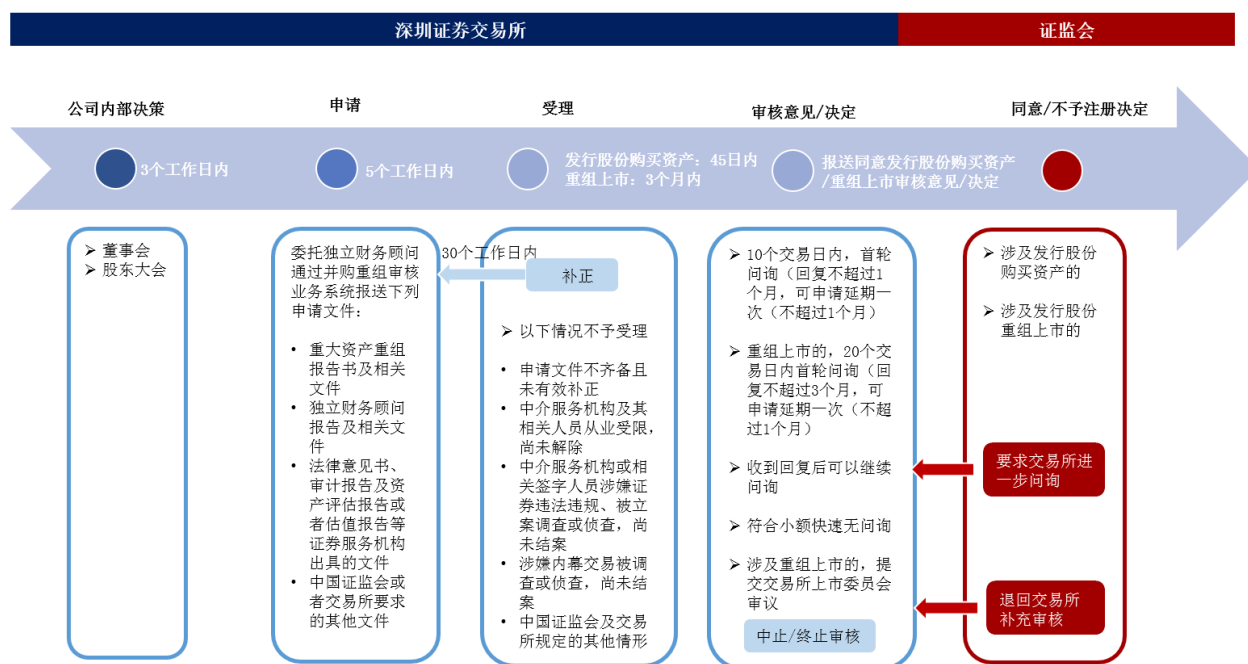 深圳证券交易所
证监会
公司内部决策
申请
受理
审核意见/决定
同意/不予注册决定
3个工作日内
5个工作日内
发行股份购买资产：45日内
重组上市：3个月内
报送同意发行股份购买资产
/重组上市审核意见/决定
➢ 董事会
➢ 股东大会
委托独立财务顾问
通过并购重组审核
业务系统报送下列
申请文件：
• 重大资产重组
报告书及相关
文件
• 独立财务顾问
报告及相关文
件
• 法律意见书、
审计报告及资
产评估报告或
者估值报告等
证券服务机构
出具的文件
• 中国证监会或
者交易所要求
的其他文件
30个工作日内
补正
➢ 以下情况不予受理
• 申请文件不齐备且
未有效补正
• 中介服务机构及其
相关人员从业受限，
尚未解除
• 中介服务机构或相
关签字人员涉嫌证
券违法违规、被立
案调查或侦查，尚
未结案
• 涉嫌内幕交易被调
查或侦查，尚未结
案
• 中国证监会及交易
所规定的其他情形
➢ 10个交易日内，首轮
问询（回复不超过1
个月，可申请延期一
次（不超过1个月）
➢ 重组上市的，20个交
易日内首轮问询（回
复不超过3个月，可
申请延期一次（不超
过1个月）
➢ 收到回复后可以继续
问询
➢ 符合小额快速无问询
➢ 涉及重组上市的，提
交交易所上市委员会
审议
中止/终止审核
➢ 涉及发行股份
购买资产的
➢ 涉及发行股份
重组上市的
要求交易所进
一步问询
退回交易所
补充审核